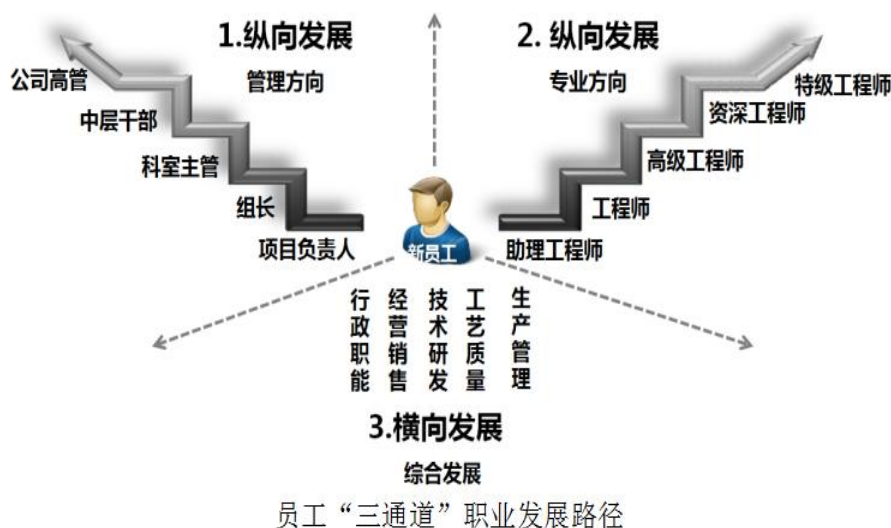 1.纵向发展
管理方向
公司高管
中层干部
科室主管
组长
项目负责人
2. 纵向发展
专业方向
特级工程师
资深工程师
高级工程师
工程师
助理工程师
新员工
行政职能
经营销售
技术研发
工艺质量
生产管理
3.横向发展
综合发展
员工“三通道”职业发展路径